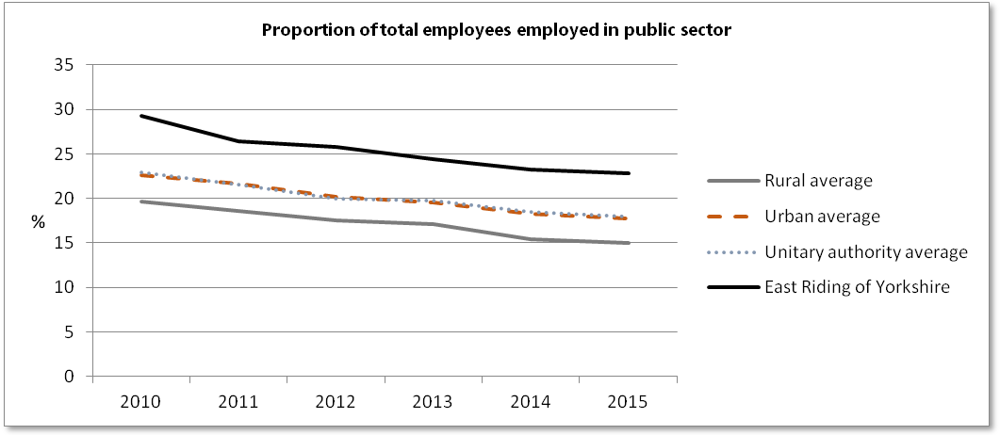 Proportion of total employees employed in public sector
35
30
25
20
15
10
5
0
%
2010 2011 2012 2013 2014 2015
Rural average
Urban average
Unitary authority average
East Riding of Yorkshire